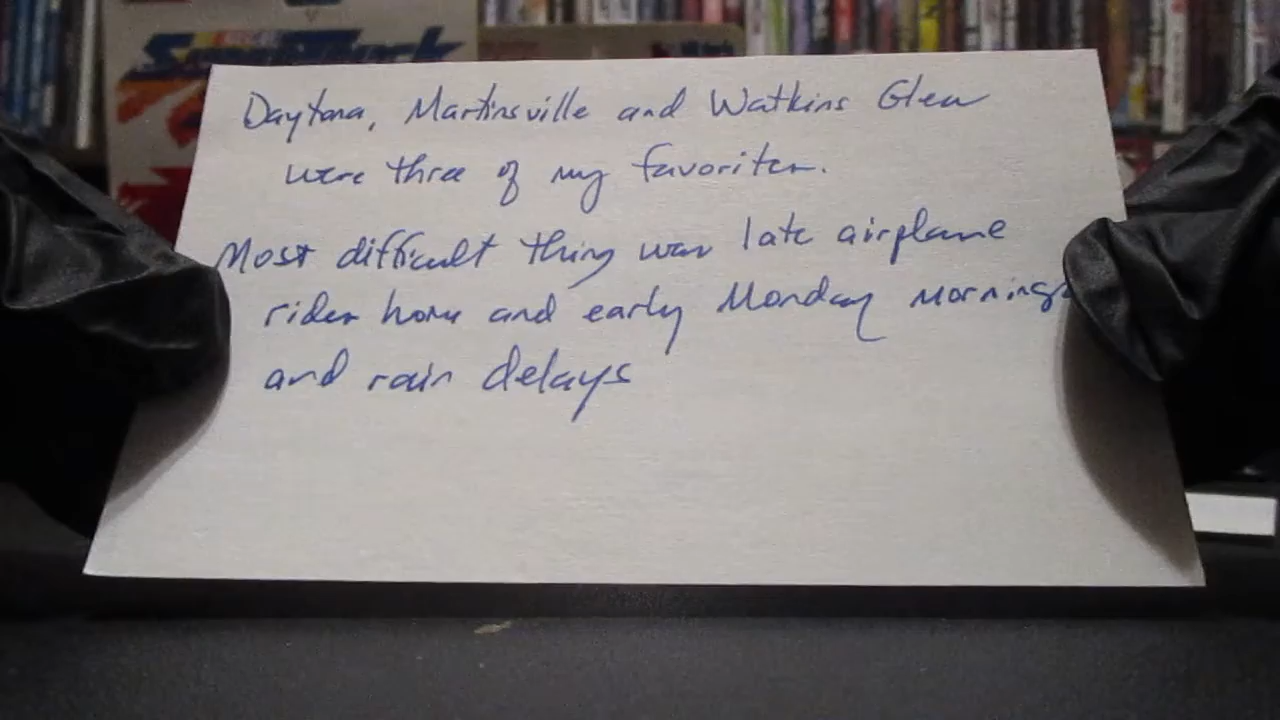 Daytona, Martinsville and Watkins Glen
were three of my favorites.
Most difficult thing was late airplane
rides home and early Monday mornings
and rain delays